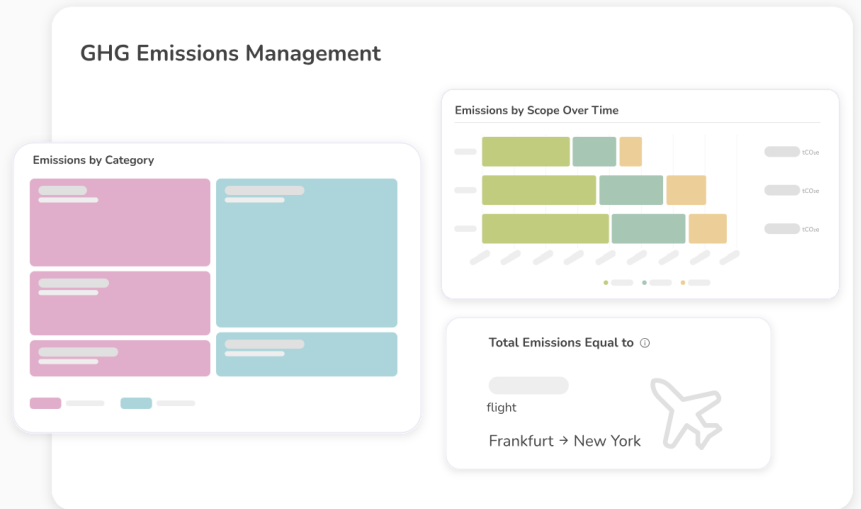 GHG Emissions Management
Emissions by Category
Emissions by Scope Over Time
tCO₂e
tCO₂e
tCO₂e
Total Emissions Equal to
flight
Frankfurt → New York